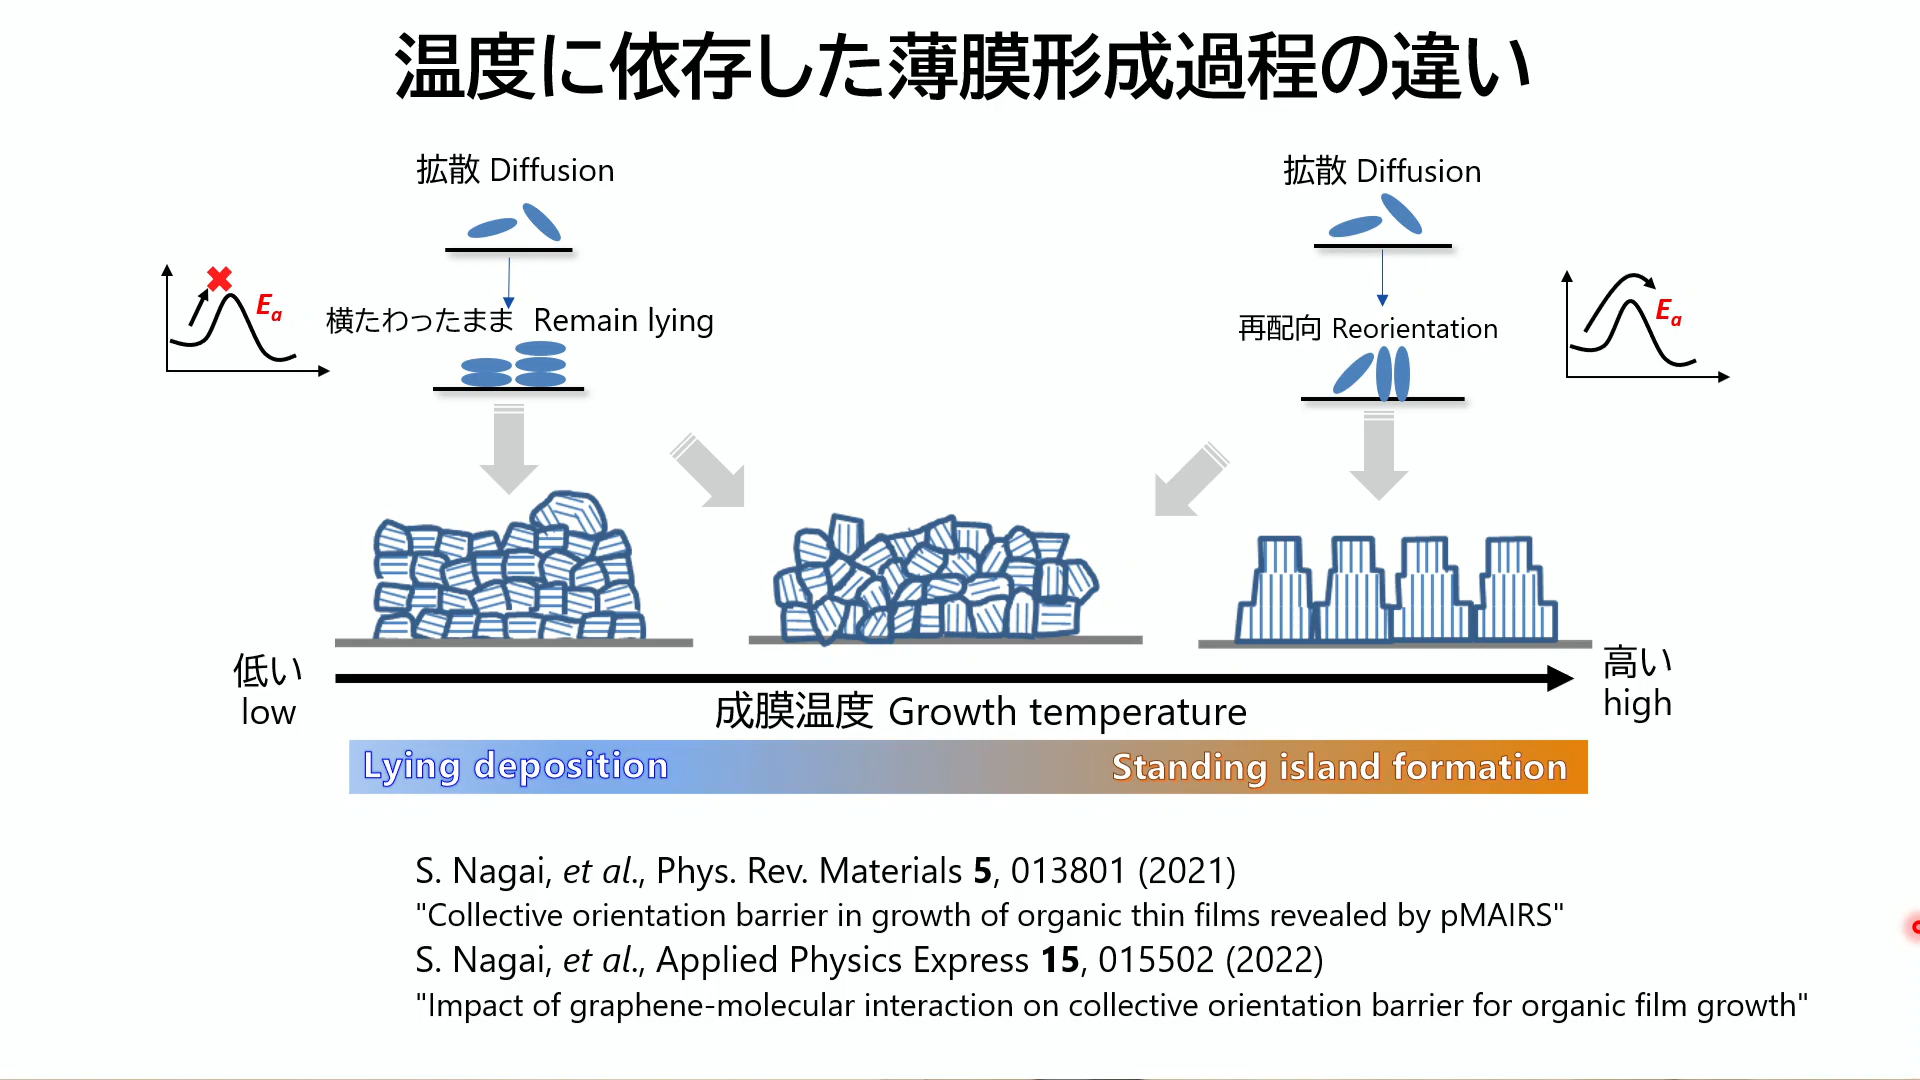 温度に依存した薄膜形成過程の違い
拡散 Diffusion
拡散 Diffusion
Ea
横たわったまま Remain lying
再配向 Reorientation
Ea
低い
low
高い
high
成膜温度 Growth temperature
Lying deposition
Standing island formation
S. Nagai, et al., Phys. Rev. Materials 5, 013801 (2021)
"Collective orientation barrier in growth of organic thin films revealed by pMAIRS"
S. Nagai, et al., Applied Physics Express 15, 015502 (2022)
"Impact of graphene-molecular interaction on collective orientation barrier for organic film growth"